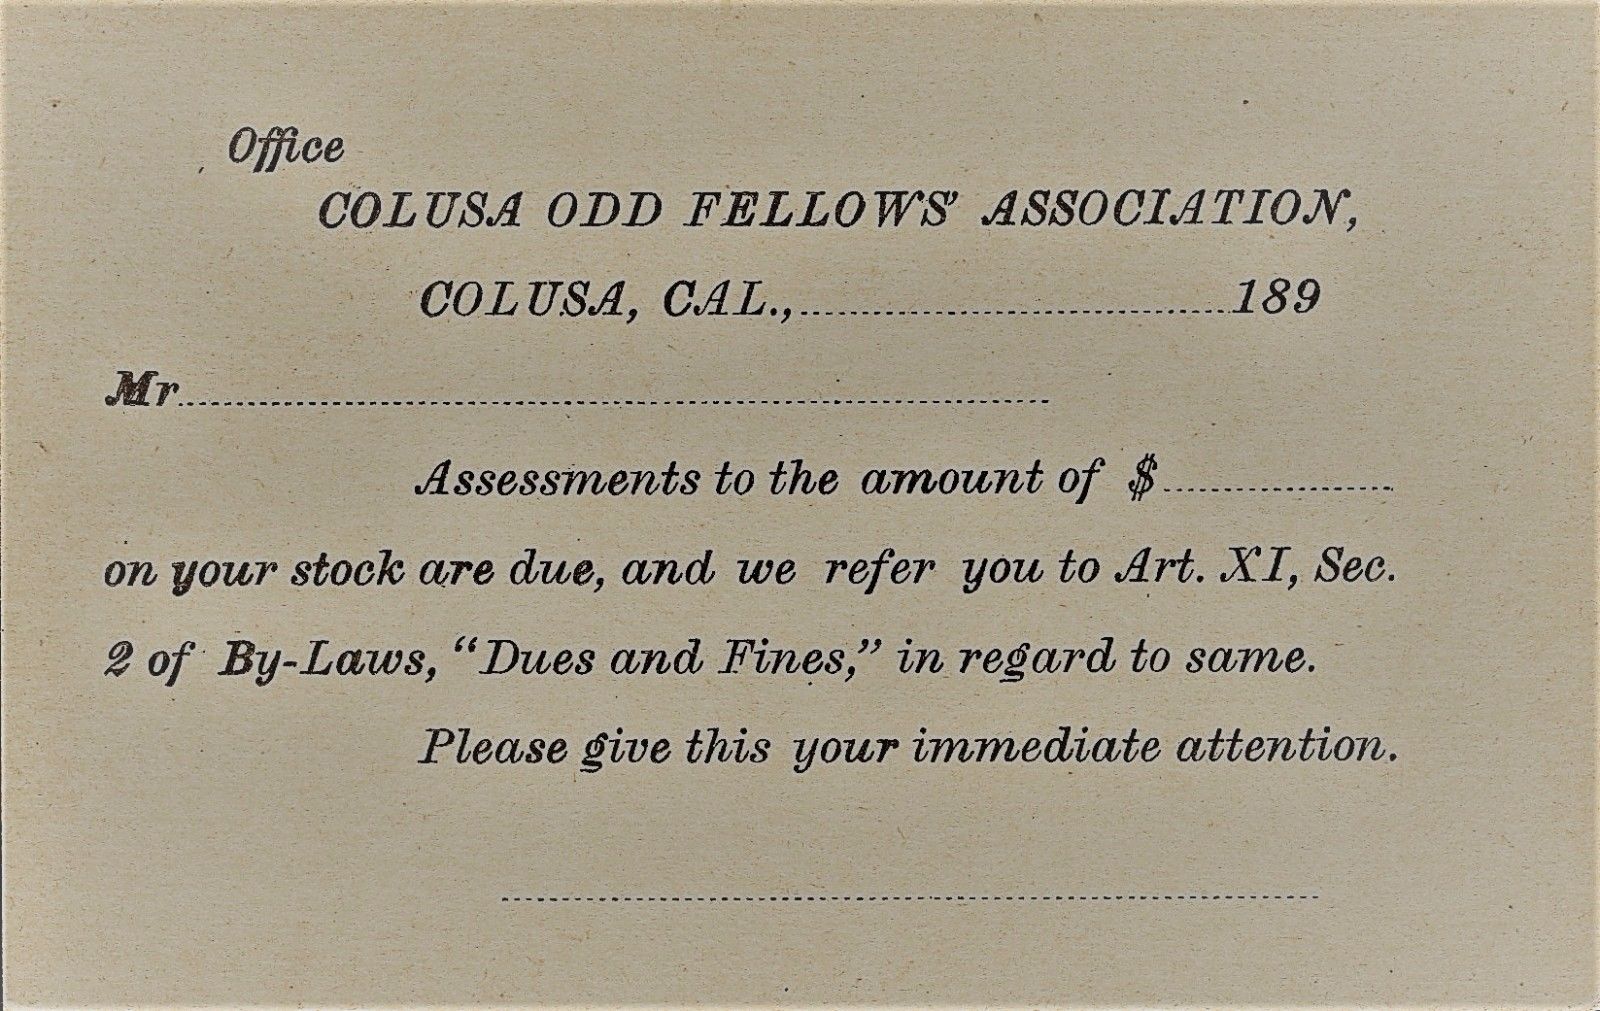 Office
COLUSA ODD FELLOWS' ASSOCIATION,
COLUSA, CAL.,..............................189
Mr..............................................................
Assessments to the amount of $................
on your stock are due, and we refer you to Art. XI, Sec.
2 of By-Laws, “Dues and Fines,” in regard to same.
Please give this your immediate attention.